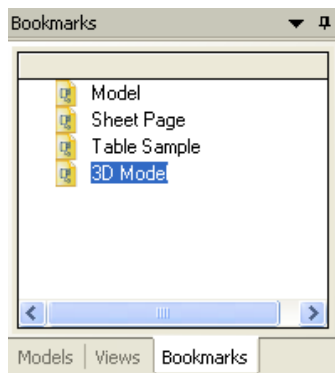 Bookmarks
Model
Sheet Page
Table Sample
3D Model
Models Views Bookmarks